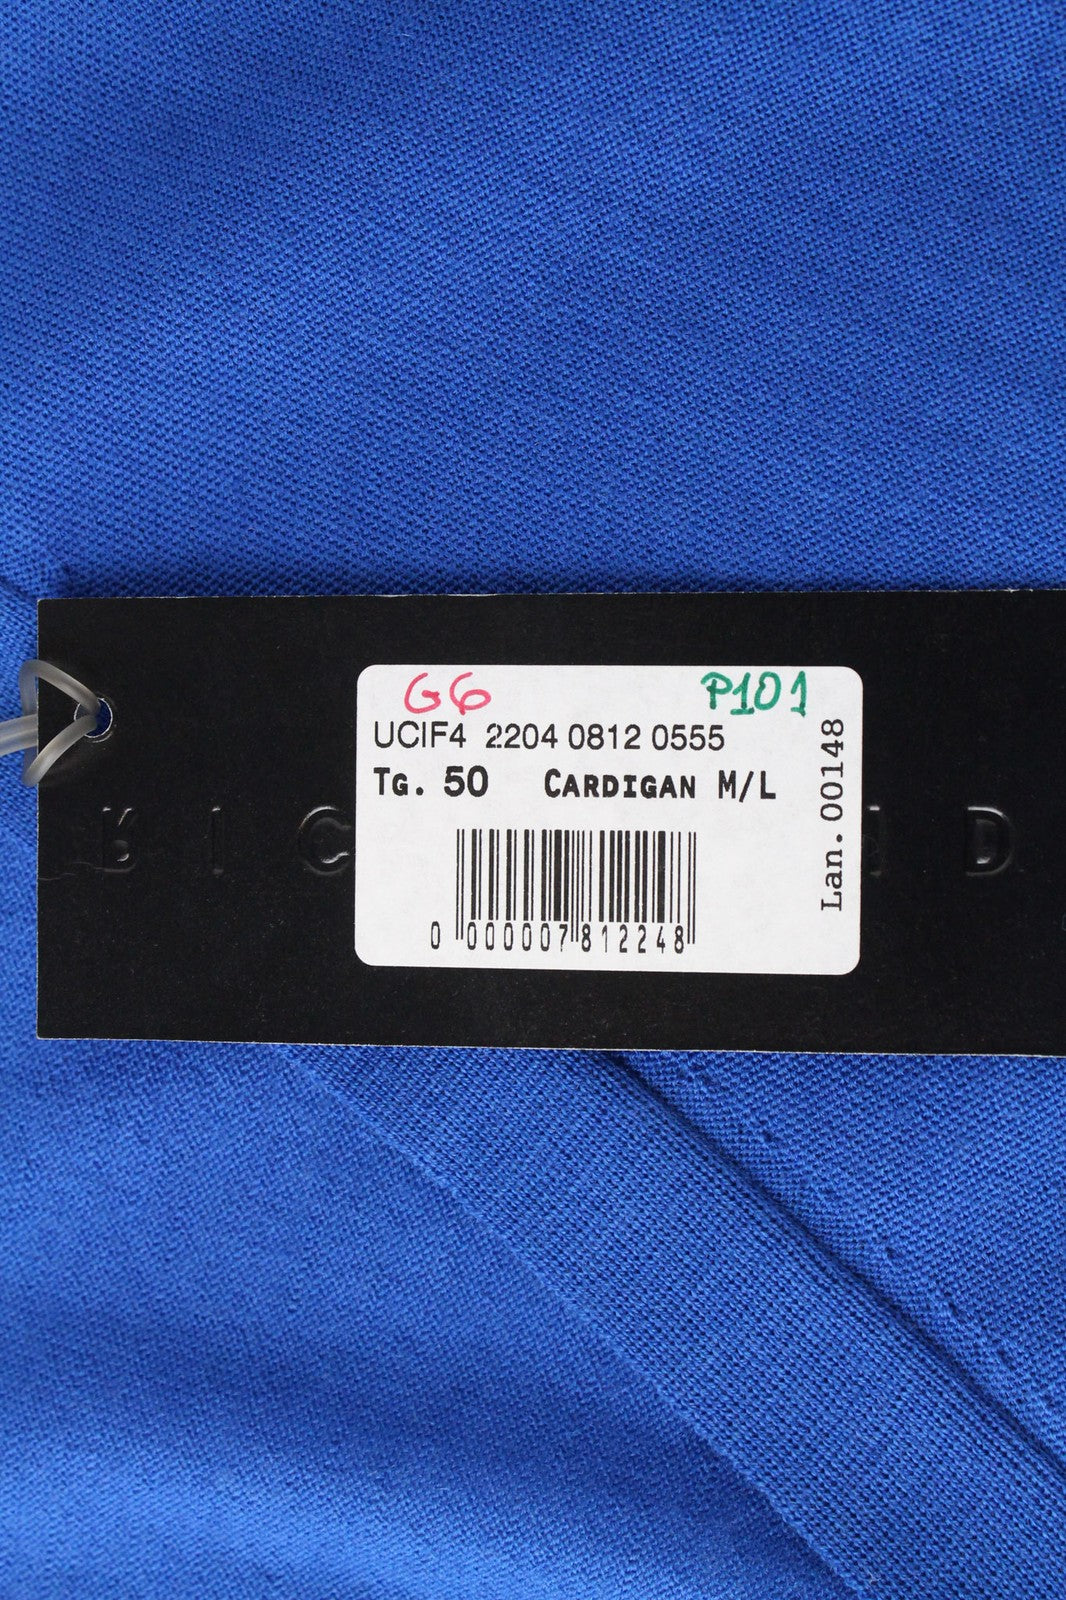 G6 P101
UCIF4 2204 0812 0555
Tg. 50 CARDIGAN M/L
Lan. 00148
0 000007 812248